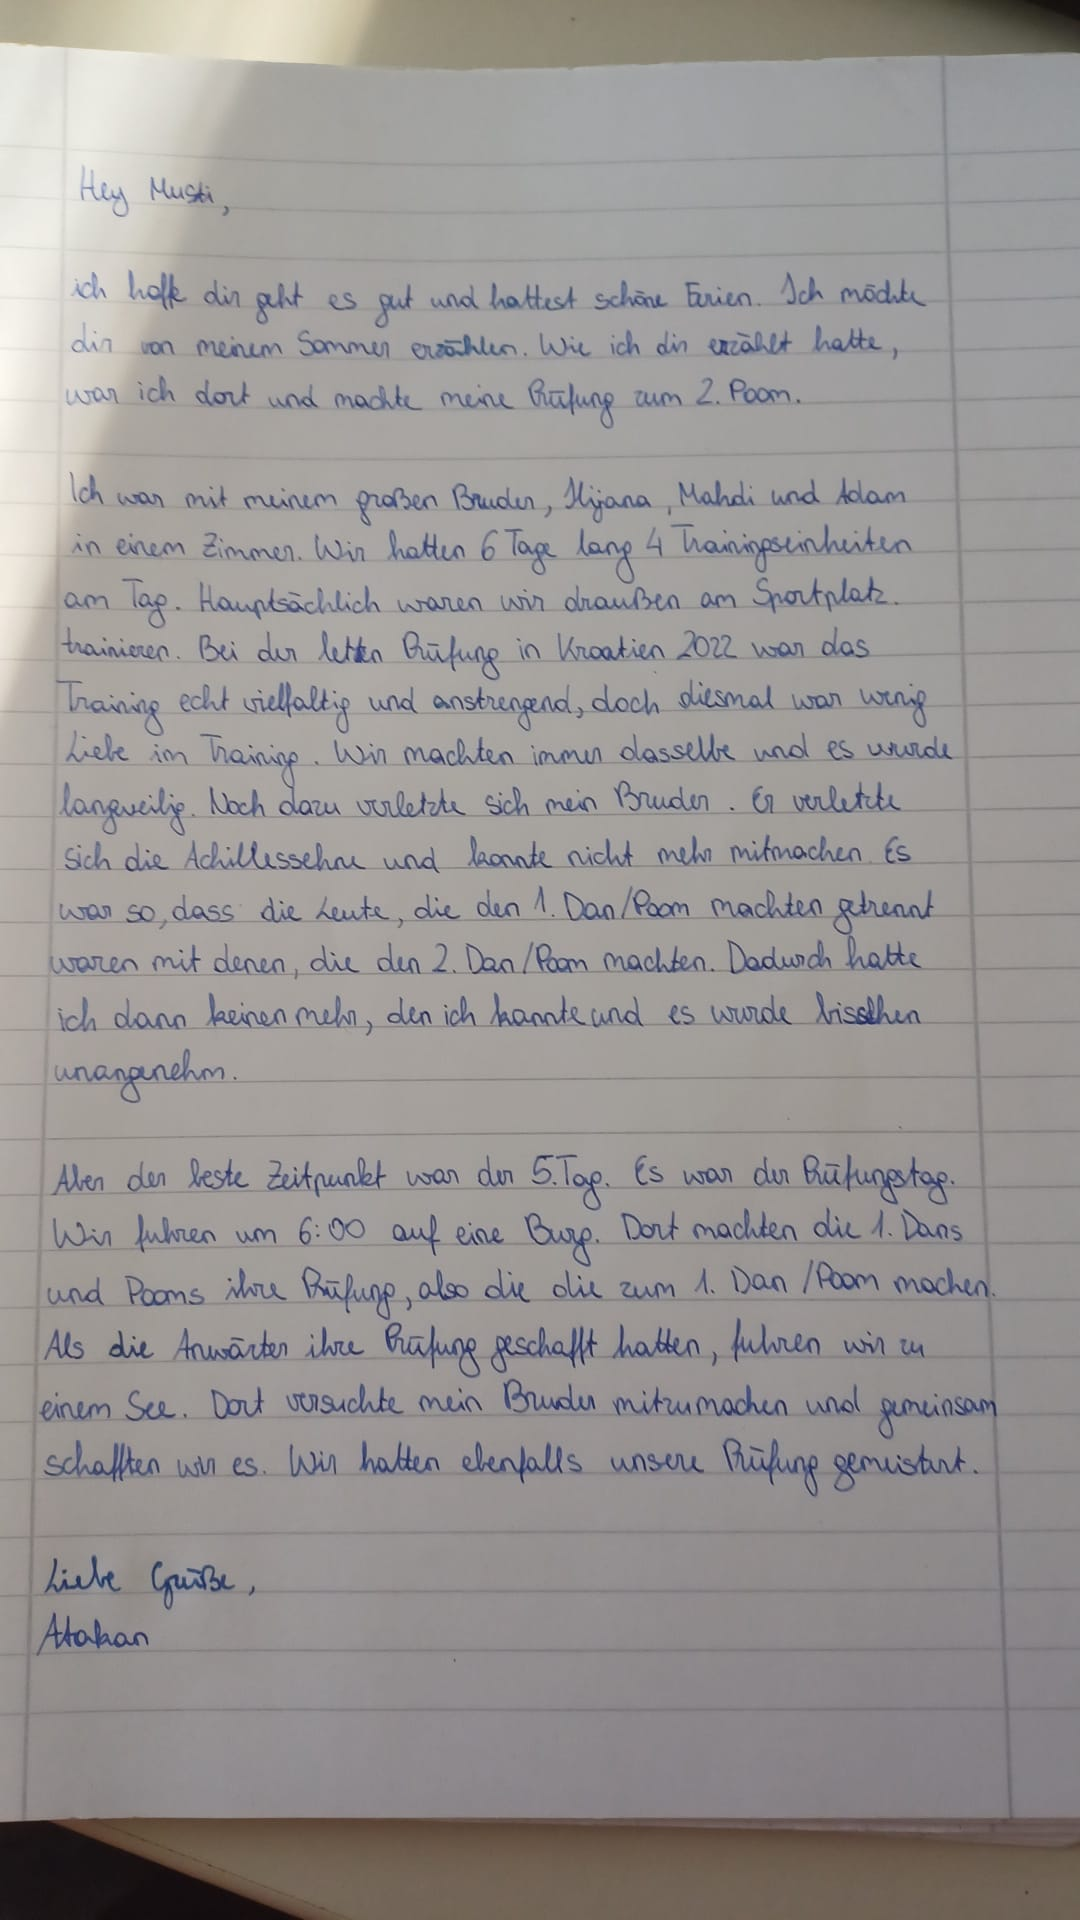 Hey Musti,
ich hoffe dir geht es gut und hattest schöne Ferien. Ich möchte
dir von meinem Sommer erzählen. Wie ich dir erzählt hatte,
war ich dort und machte meine Prüfung zum 2. Poom.
Ich war mit meinem großen Bruder, Ilijana, Mahdi und Adam
in einem Zimmer. Wir hatten 6 Tage lang 4 Trainingseinheiten
am Tag. Hauptsächlich waren wir draußen am Sportplatz.
trainieren. Bei der letzten Prüfung in Kroatien 2022 war das
Training echt vielfältig und anstrengend, doch diesmal war wenig
Liebe im Training. Wir machten immer dasselbe und es wurde
langweilig. Noch dazu verletzte sich mein Bruder. Er verletzte
sich die Achillessehne und konnte nicht mehr mitmachen. Es
war so, dass die Leute, die den 1. Dan/Poom machten getrennt
waren mit denen, die den 2. Dan/Poom machten. Dadurch hatte
ich dann keinen mehr, den ich kannte und es wurde bisschen
unangenehm.
Aber der beste Zeitpunkt war der 5. Tag. Es war der Prüfungstag.
Wir fuhren um 6:00 auf eine Burg. Dort machten die 1. Dans
und Pooms ihre Prüfung, also die die zum 1. Dan/Poom machen.
Als die Anwärter ihre Prüfung geschafft hatten, fuhren wir zu
einem See. Dort versuchte mein Bruder mitzumachen und gemeinsam
schafften wir es. Wir hatten ebenfalls unsere Prüfung gemeistert.
Liebe Grüße,
Atakan